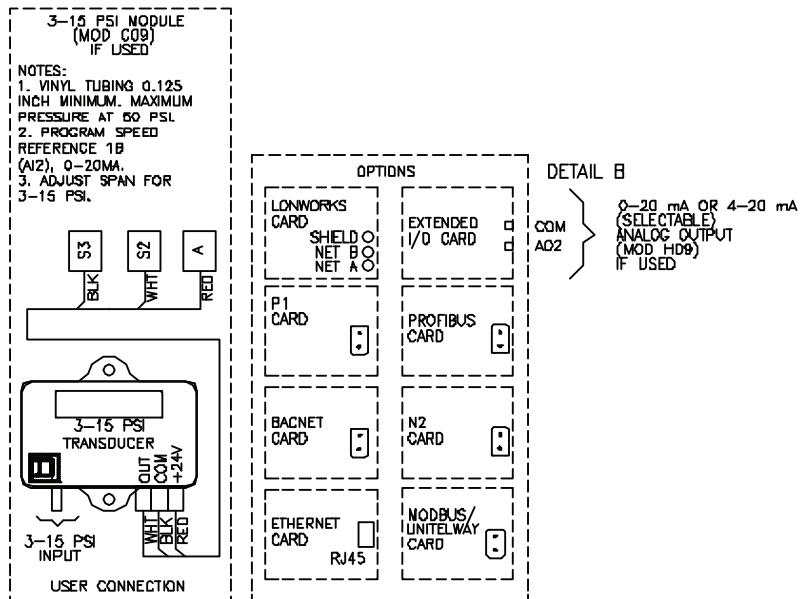 3-15 PSI MODULE
(MOD C09)
IF USED
NOTES:
1. VINYL TUBING 0.125
INCH MINIMUM. MAXIMUM
PRESSURE AT 60 PSI.
2. PROGRAM SPEED
REFERENCE 1B
(AI2), 0-20MA.
3. ADJUST SPAN FOR
3-15 PSI.
S3
S2
A
BLK
WHT
RED
3-15 PSI
TRANSDUCER
OUT
COM
+24V
WHT
BLK
RED
3-15 PSI
INPUT
USER CONNECTION
OPTIONS
LONWORKS
CARD
SHIELD
NET B
NET A
EXTENDED
I/O CARD
COM
AO2
P1
CARD
PROFIBUS
CARD
BACNET
CARD
N2
CARD
ETHERNET
CARD
RJ45
MODBUS/
UNITELWAY
CARD
DETAIL B
0-20 mA OR 4-20 mA
(SELECTABLE)
ANALOG OUTPUT
(MOD HD9)
IF USED